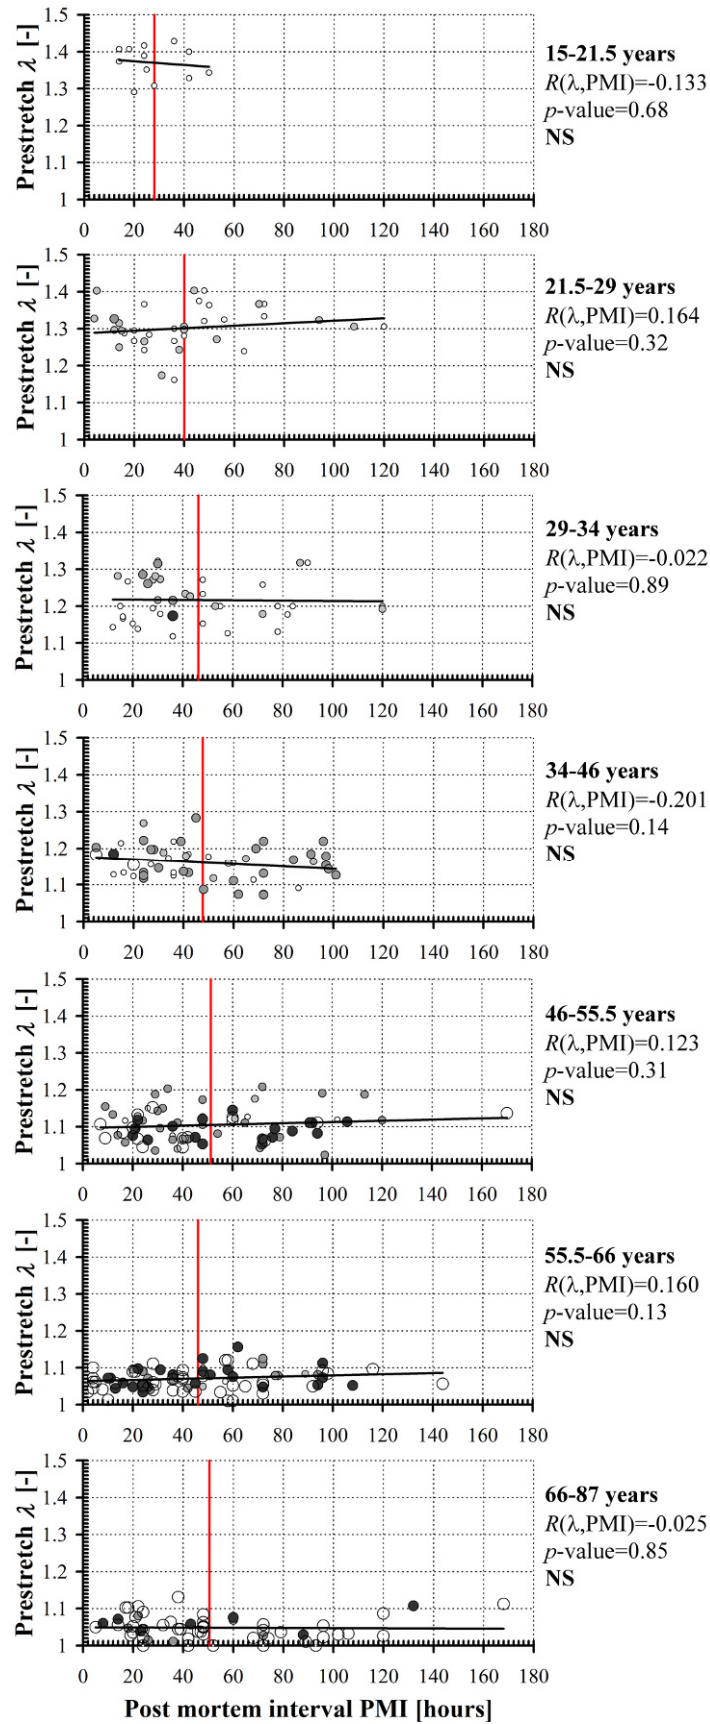 Prestretch λ [-]
1.5
1.4
1.3
1.2
1.1
1
0 20 40 60 80 100 120 140 160 180
15-21.5 years
R(λ,PMI)=-0.133
p-value=0.68
NS
Prestretch λ [-]
1.5
1.4
1.3
1.2
1.1
1
0 20 40 60 80 100 120 140 160 180
21.5-29 years
R(λ,PMI)=0.164
p-value=0.32
NS
Prestretch λ [-]
1.5
1.4
1.3
1.2
1.1
1
0 20 40 60 80 100 120 140 160 180
29-34 years
R(λ,PMI)=-0.022
p-value=0.89
NS
Prestretch λ [-]
1.5
1.4
1.3
1.2
1.1
1
0 20 40 60 80 100 120 140 160 180
34-46 years
R(λ,PMI)=-0.201
p-value=0.14
NS
Prestretch λ [-]
1.5
1.4
1.3
1.2
1.1
1
0 20 40 60 80 100 120 140 160 180
46-55.5 years
R(λ,PMI)=0.123
p-value=0.31
NS
Prestretch λ [-]
1.5
1.4
1.3
1.2
1.1
1
0 20 40 60 80 100 120 140 160 180
55.5-66 years
R(λ,PMI)=0.160
p-value=0.13
NS
Prestretch λ [-]
1.5
1.4
1.3
1.2
1.1
1
0 20 40 60 80 100 120 140 160 180
66-87 years
R(λ,PMI)=-0.025
p-value=0.85
NS
Post mortem interval PMI [hours]